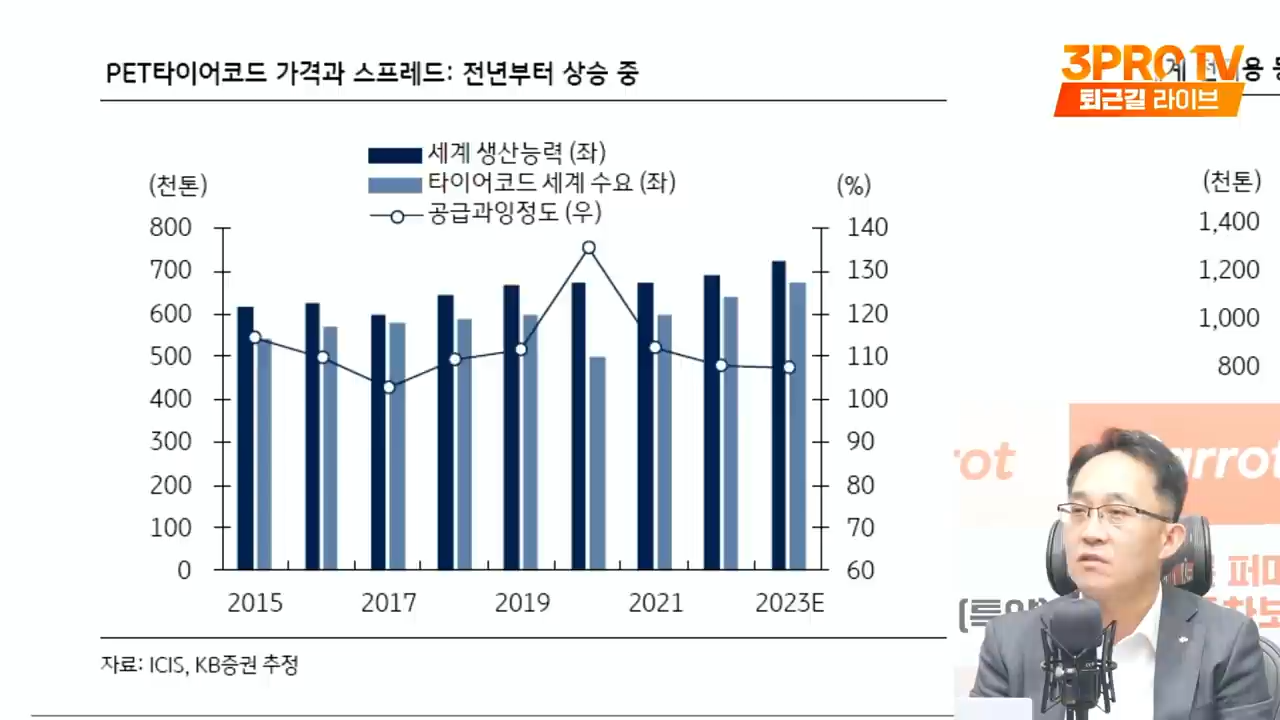 PET타이어코드 가격과 스프레드: 전년부터 상승 중
3PRO TV
퇴근길 라이브
세계 생산능력 (좌)
타이어코드 세계 수요 (좌)
공급과잉정도 (우)
(천톤)
(%)
800
700
600
500
400
300
200
100
0
140
130
120
110
100
90
80
70
60
2015
2017
2019
2021
2023E
자료: ICIS, KB증권 추정
(천톤)
1,400
1,200
1,000
800
rot
arrot